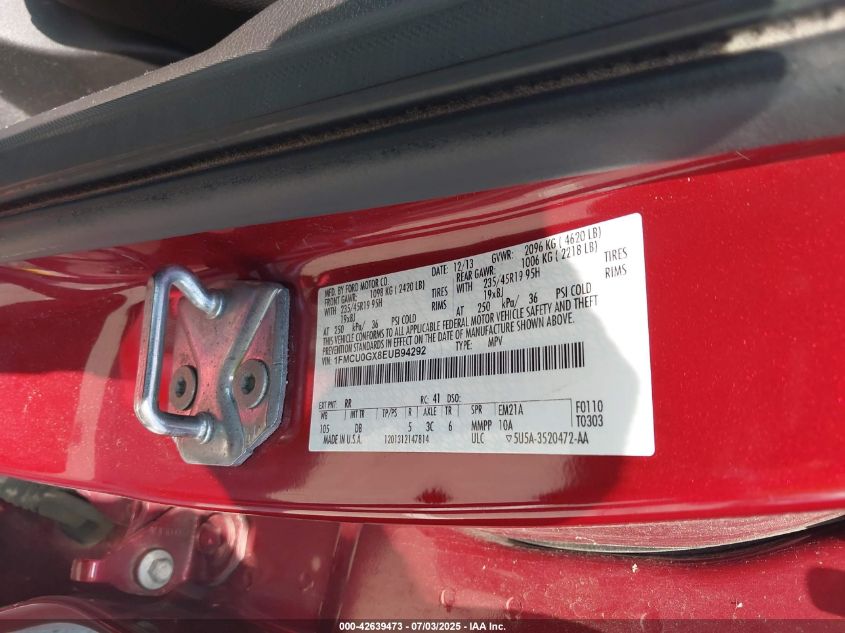 MFD. BY FORD MOTOR CO.
DATE: 12/13 GVWR: 2096 KG ( 4620 LB)
FRONT GAWR: 1098 KG ( 2420 LB) REAR GAWR: 1006 KG ( 2218 LB)
WITH 235/45R19 95H TIRES WITH 235/45R19 95H TIRES
19x8J RIMS 19x8J RIMS
AT 250 kPa/ 36 PSI COLD AT 250 kPa/ 36 PSI COLD
THIS VEHICLE CONFORMS TO ALL APPLICABLE FEDERAL MOTOR VEHICLE SAFETY AND THEFT
PREVENTION STANDARDS IN EFFECT ON THE DATE OF MANUFACTURE SHOWN ABOVE.
VIN: 1FMCU0GX8EUB94292 TYPE: MPV
EXT PNT: RR RC: 41 DSO:
WB INT TR TP/PS R AXLE TR SPR EM21A F0110
105 DB 5 3C 6 MMPP 10A T0303
MADE IN U.S.A. 1201312147814 ULC ▽5U5A-3520472-AA
000-42639473 - 07/03/2025 - IAA, Inc.